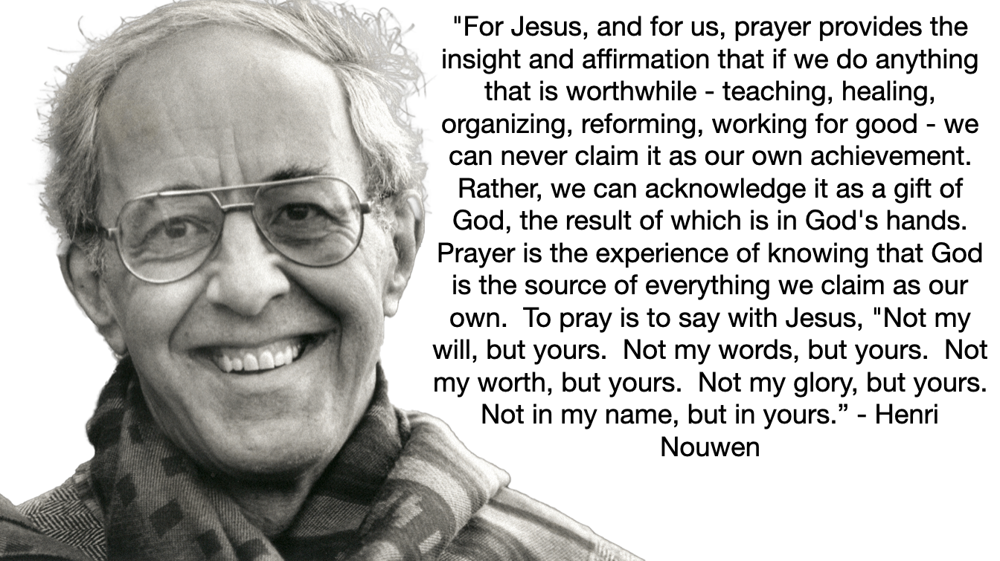 "For Jesus, and for us, prayer provides the
insight and affirmation that if we do anything
that is worthwhile - teaching, healing,
organizing, reforming, working for good - we
can never claim it as our own achievement.
Rather, we can acknowledge it as a gift of
God, the result of which is in God's hands.
Prayer is the experience of knowing that God
is the source of everything we claim as our
own.  To pray is to say with Jesus, "Not my
will, but yours.  Not my words, but yours.  Not
my worth, but yours.  Not my glory, but yours.
Not in my name, but in yours.” - Henri
Nouwen